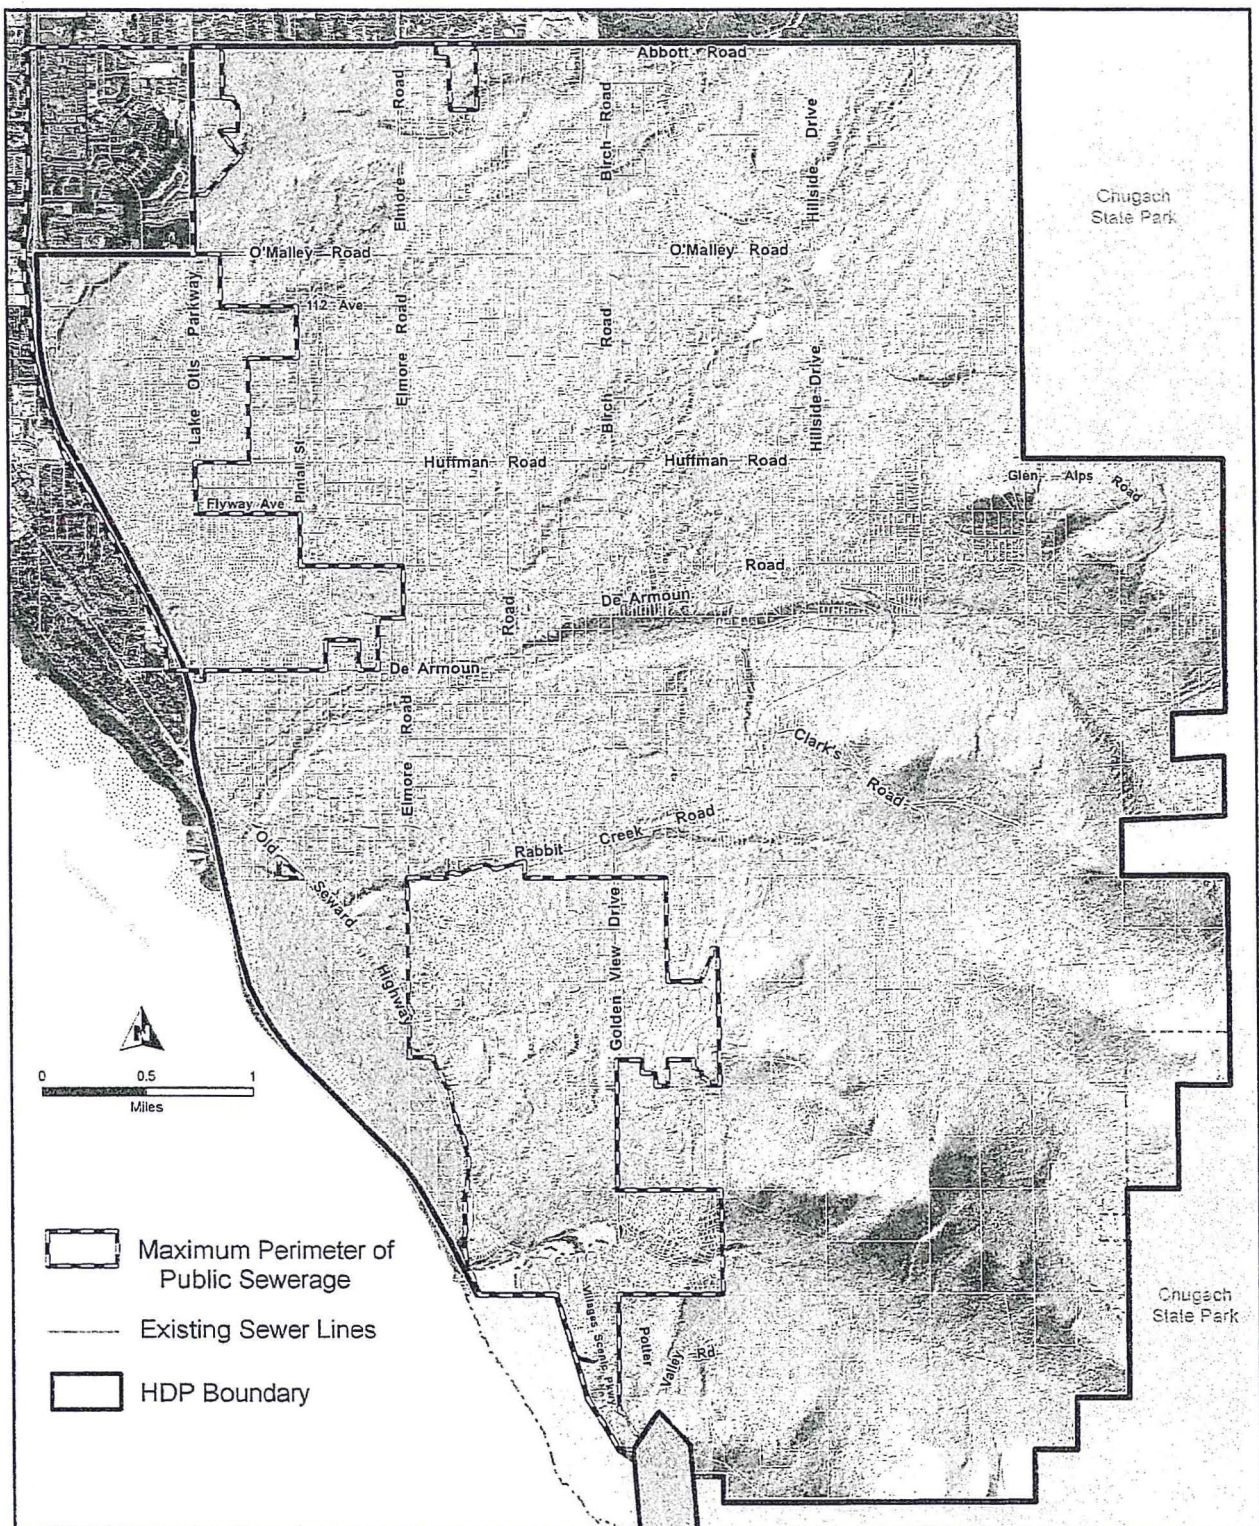 Abbott Road
Elmore Road
Birch Road
Hillside Drive
Chugach
State Park
O'Malley Road
O'Malley Road
Lake Otis Parkway
112 Ave
Elmore Road
Birch Road
Hillside Drive
Pintail St
Huffman Road
Huffman Road
Flyway Ave
Glen Alps Road
De Armoun Road
Road
De Armoun
Elmore Road
Clark's Road
Rabbit Creek Road
Old Seward Highway
Golden View Drive
N
0 0.5 1
Miles
Maximum Perimeter of
Public Sewerage
Existing Sewer Lines
HDP Boundary
Villages Scenic Pkwy
Potter Valley Rd
Chugach
State Park